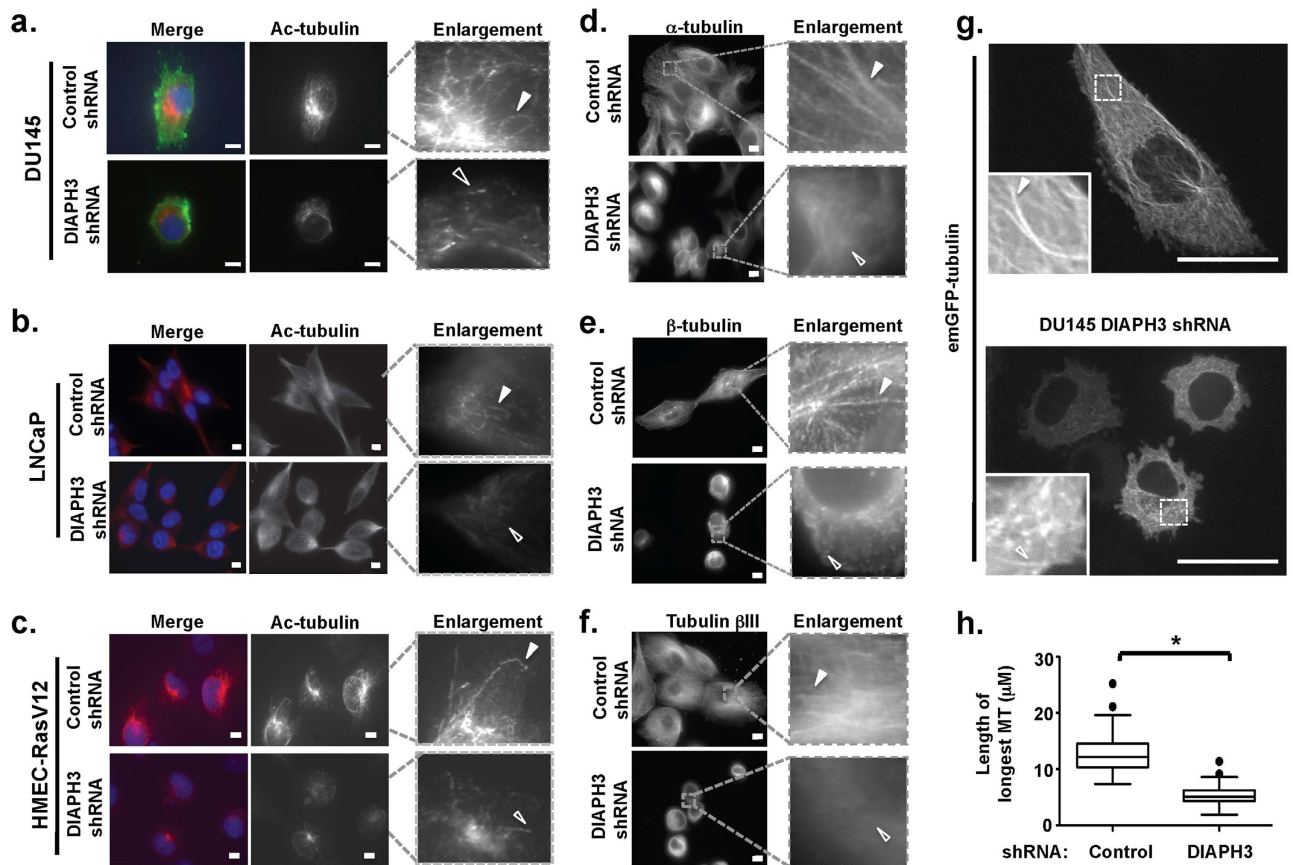 a.
Merge Ac-tubulin Enlargement
DU145
Control shRNA
DIAPH3 shRNA
b.
Merge Ac-tubulin Enlargement
LNCaP
Control shRNA
DIAPH3 shRNA
c.
Merge Ac-tubulin Enlargement
HMEC-RasV12
Control shRNA
DIAPH3 shRNA
d.
α-tubulin Enlargement
Control shRNA
DIAPH3 shRNA
e.
β-tubulin Enlargement
Control shRNA
DIAPH3 shNA
f.
Tubulin βIII Enlargement
Control shRNA
DIAPH3 shRNA
g.
emGFP-tubulin
DU145 DIAPH3 shRNA
h.
*
Length of
longest MT (μM)
30
20
10
0
shRNA: Control DIAPH3